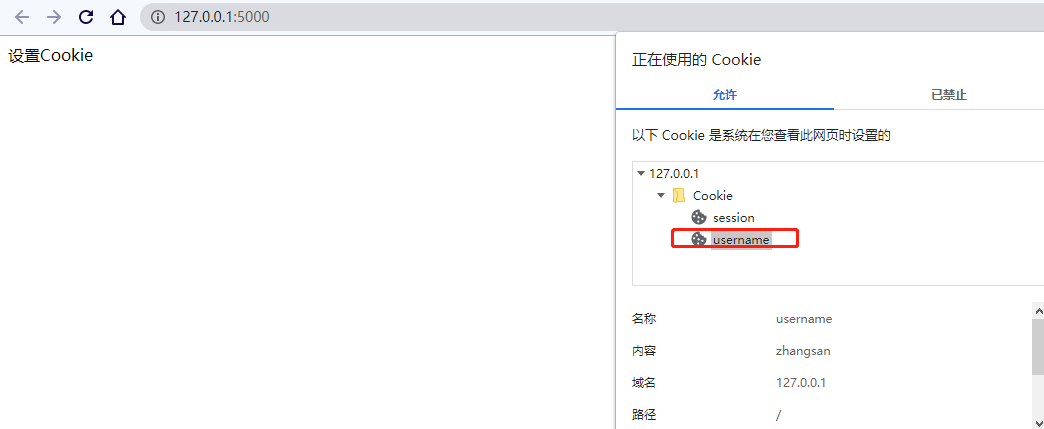 127.0.0.1:5000
设置Cookie
正在使用的 Cookie
允许 已禁止
以下 Cookie 是系统在您查看此网页时设置的
127.0.0.1
Cookie
session
username
名称 username
内容 zhangsan
域名 127.0.0.1
路径 /